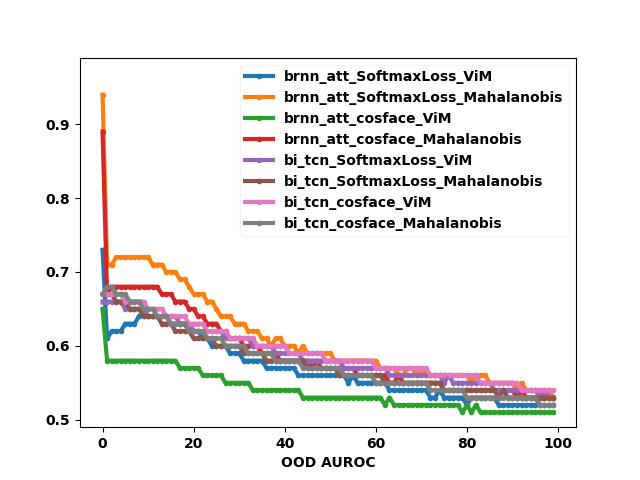 brnn_att_SoftmaxLoss_ViM
brnn_att_SoftmaxLoss_Mahalanobis
brnn_att_cosface_ViM
brnn_att_cosface_Mahalanobis
bi_tcn_SoftmaxLoss_ViM
bi_tcn_SoftmaxLoss_Mahalanobis
bi_tcn_cosface_ViM
bi_tcn_cosface_Mahalanobis
0.9
0.8
0.7
0.6
0.5
0 20 40 60 80 100
OOD AUROC